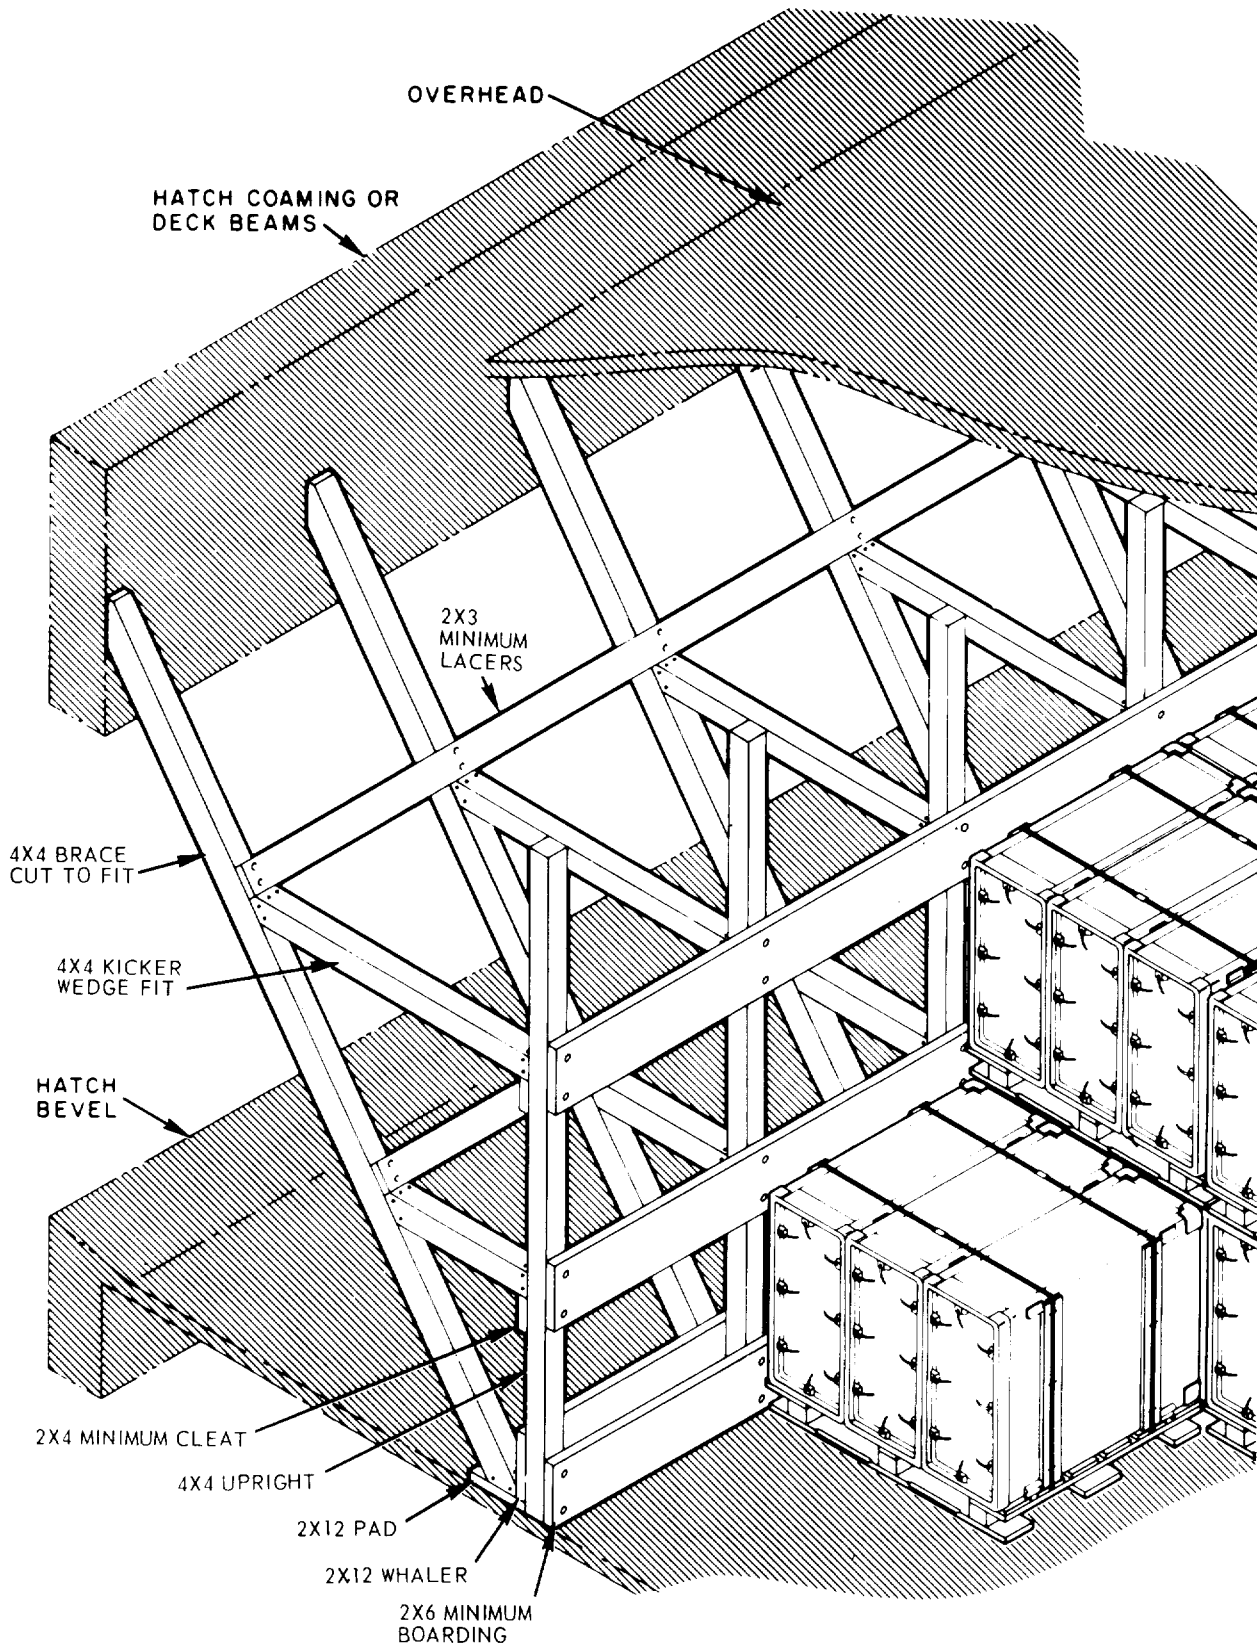 OVERHEAD
HATCH COAMING OR
DECK BEAMS
2X3
MINIMUM
LACERS
4X4 BRACE
CUT TO FIT
4X4 KICKER
WEDGE FIT
HATCH
BEVEL
2X4 MINIMUM CLEAT
4X4 UPRIGHT
2X12 PAD
2X12 WHALER
2X6 MINIMUM
BOARDING